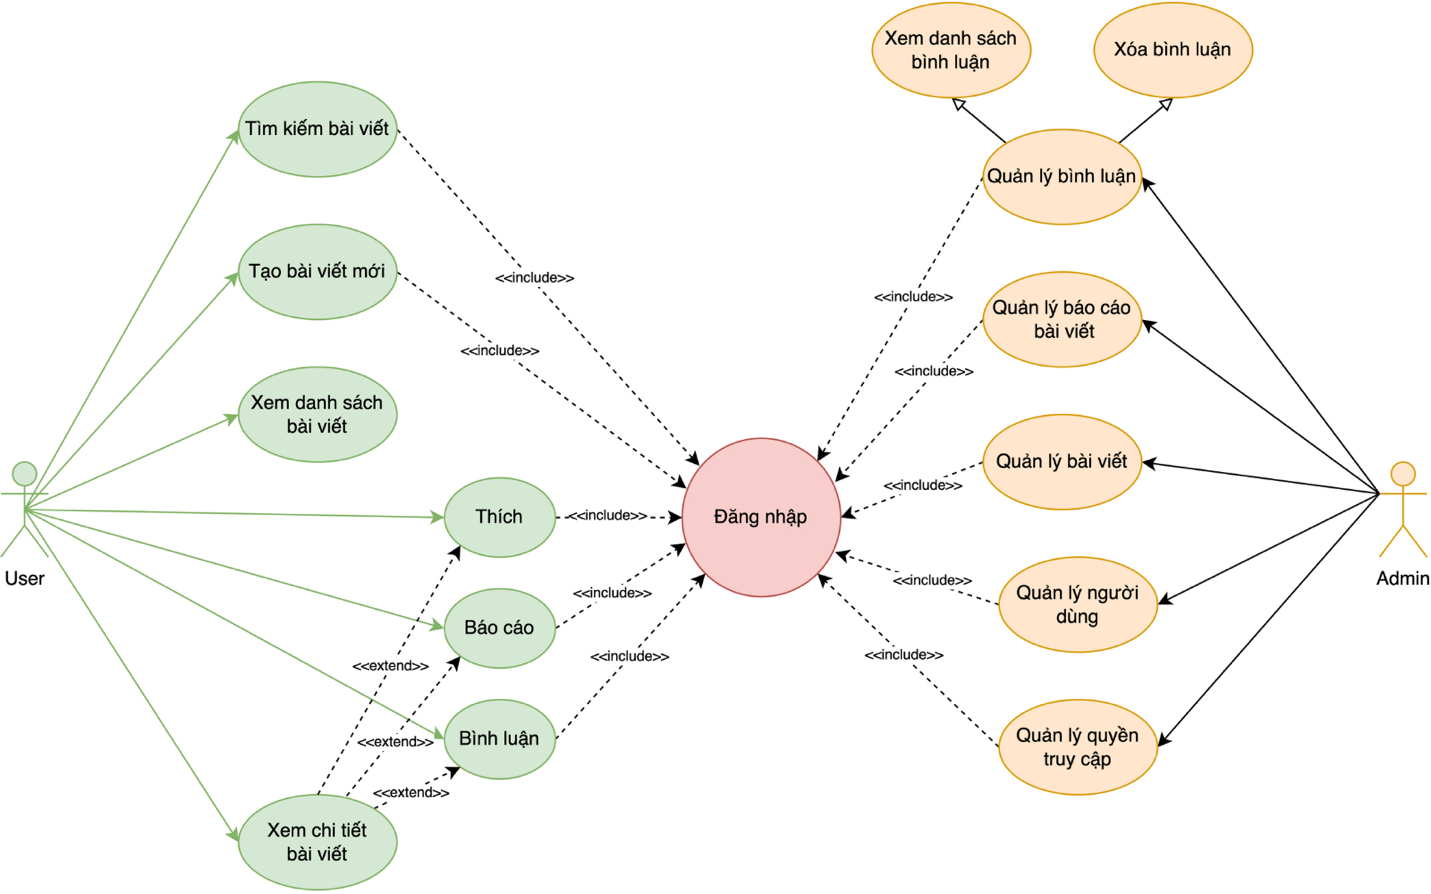 Xem danh sách
bình luận
Xóa bình luận
Tìm kiếm bài viết
Quản lý bình luận
Tạo bài viết mới
<<include>>
<<include>>
Quản lý báo cáo
bài viết
<<include>>
<<include>>
Xem danh sách
bài viết
Quản lý bài viết
<<include>>
Thích
<<include>>
Đăng nhập
User
Admin
<<include>>
<<include>>
Quản lý người
dùng
Báo cáo
<<extend>>
<<include>>
<<include>>
Bình luận
<<extend>>
Quản lý quyền
truy cập
<<extend>>
Xem chi tiết
bài viết